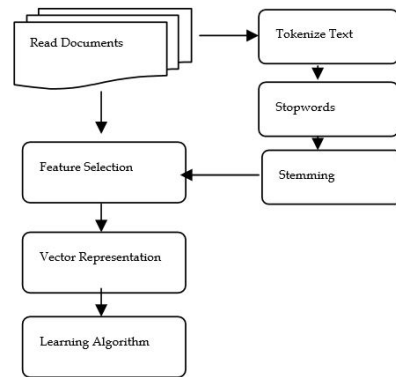 Read Documents
Tokenize Text
Stopwords
Stemming
Feature Selection
Vector Representation
Learning Algorithm